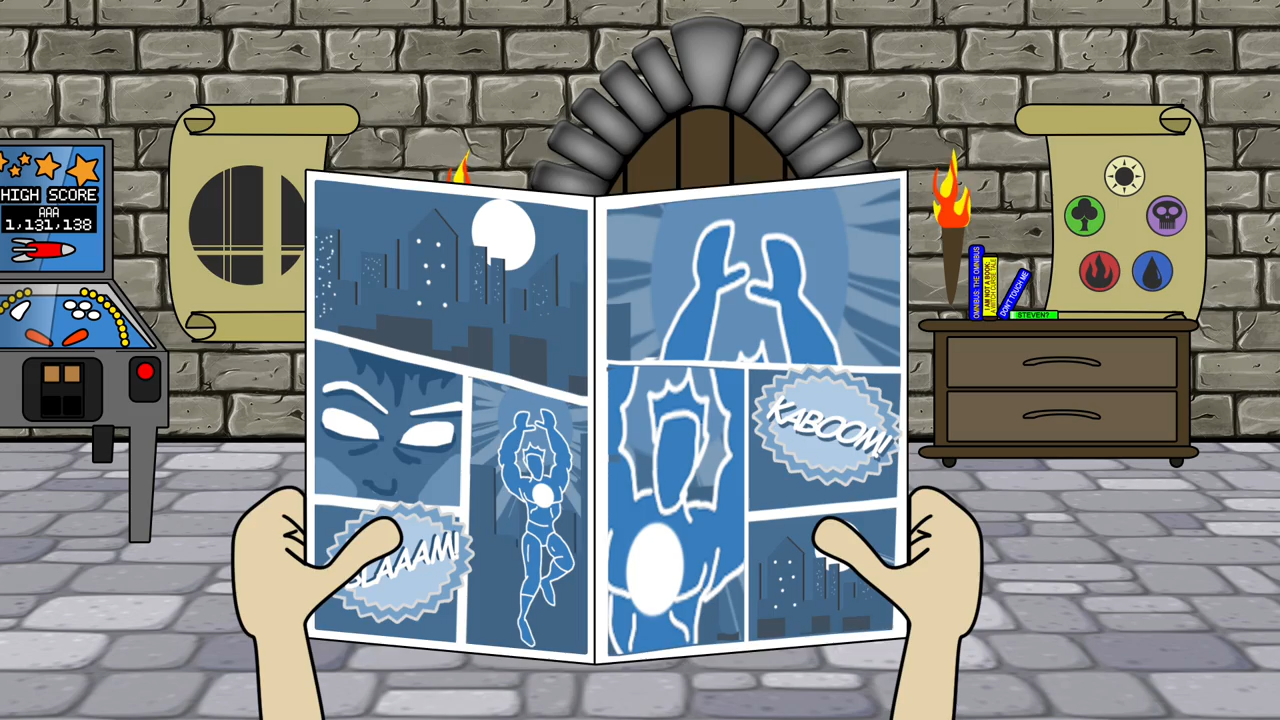 HIGH SCORE
AAA
1,131,138
OMNIBUS: THE OMNIBUS
I AM NOT A BOOK:
DON'T TOUCH ME
STEVEN?
KABOOM!